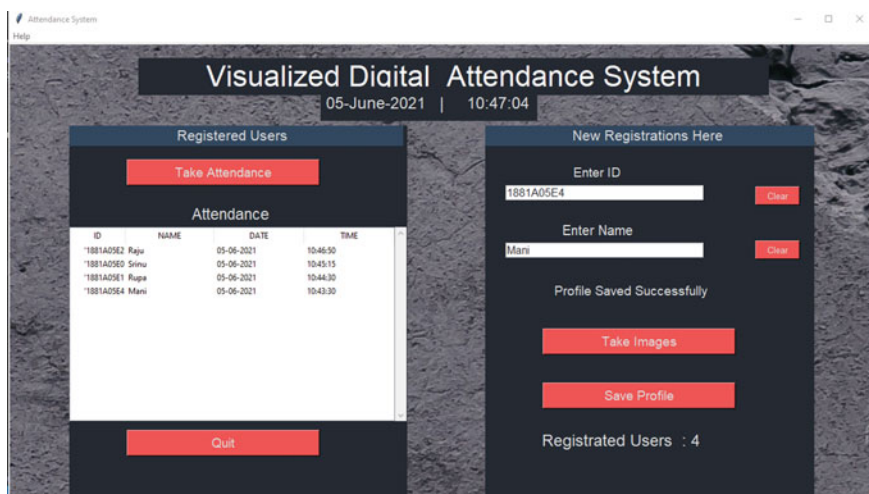 Attendance System
Help
Visualized Digital Attendance System
05-June-2021 | 10:47:04
Registered Users
Take Attendance
Attendance
ID NAME DATE TIME
'1881A05E2 Raju 05-06-2021 10:46:50
'1881A05E0 Srinu 05-06-2021 10:45:15
'1881A05E1 Rupa 05-06-2021 10:44:30
'1881A05E4 Mani 05-06-2021 10:43:30
Quit
New Registrations Here
Enter ID
1881A05E4 Clear
Enter Name
Mani Clear
Profile Saved Successfully
Take Images
Save Profile
Registrated Users : 4